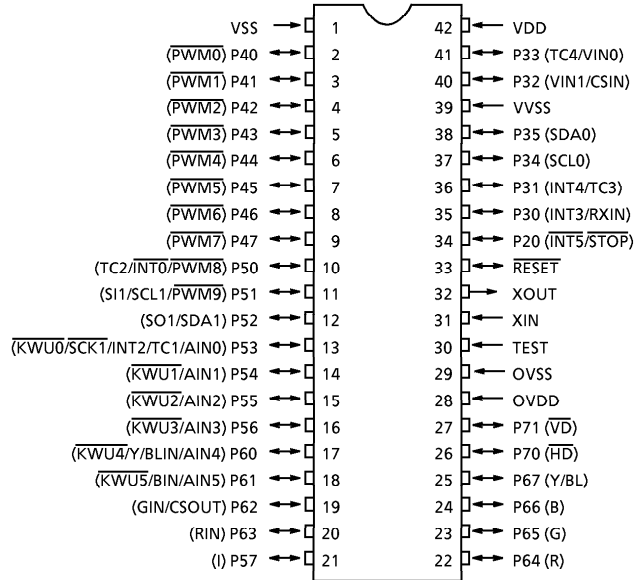 VSS 1 42 VDD
(PWM0) P40 2 41 P33 (TC4/VIN0)
(PWM1) P41 3 40 P32 (VIN1/CSIN)
(PWM2) P42 4 39 VVSS
(PWM3) P43 5 38 P35 (SDA0)
(PWM4) P44 6 37 P34 (SCL0)
(PWM5) P45 7 36 P31 (INT4/TC3)
(PWM6) P46 8 35 P30 (INT3/RXIN)
(PWM7) P47 9 34 P20 (INT5/STOP)
(TC2/INT0/PWM8) P50 10 33 RESET
(SI1/SCL1/PWM9) P51 11 32 XOUT
(SO1/SDA1) P52 12 31 XIN
(KWU0/SCK1/INT2/TC1/AIN0) P53 13 30 TEST
(KWU1/AIN1) P54 14 29 OVSS
(KWU2/AIN2) P55 15 28 OVDD
(KWU3/AIN3) P56 16 27 P71 (VD)
(KWU4/Y/BLIN/AIN4) P60 17 26 P70 (HD)
(KWU5/BIN/AIN5) P61 18 25 P67 (Y/BL)
(GIN/CSOUT) P62 19 24 P66 (B)
(RIN) P63 20 23 P65 (G)
(I) P57 21 22 P64 (R)